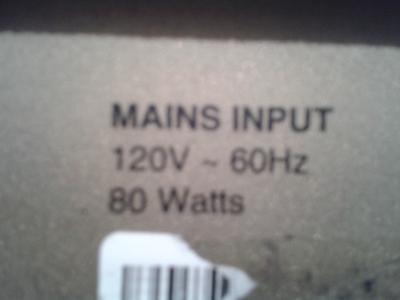 MAINS INPUT
120V ~ 60Hz
80 Watts